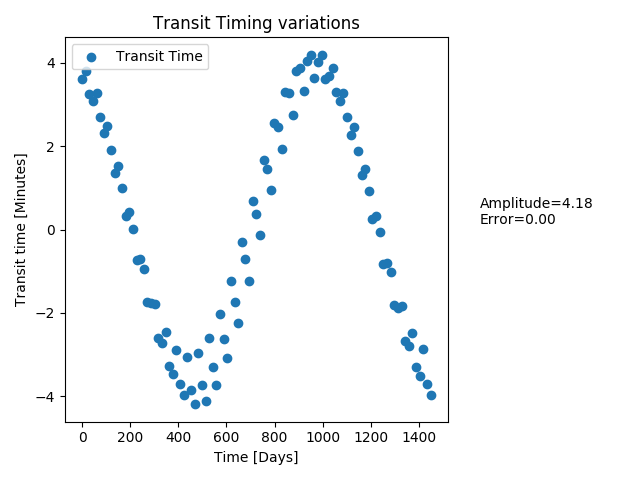 Transit Timing variations
Transit Time
Transit time [Minutes]
4
2
0
−2
−4
0 200 400 600 800 1000 1200 1400
Time [Days]
Amplitude=4.18
Error=0.00